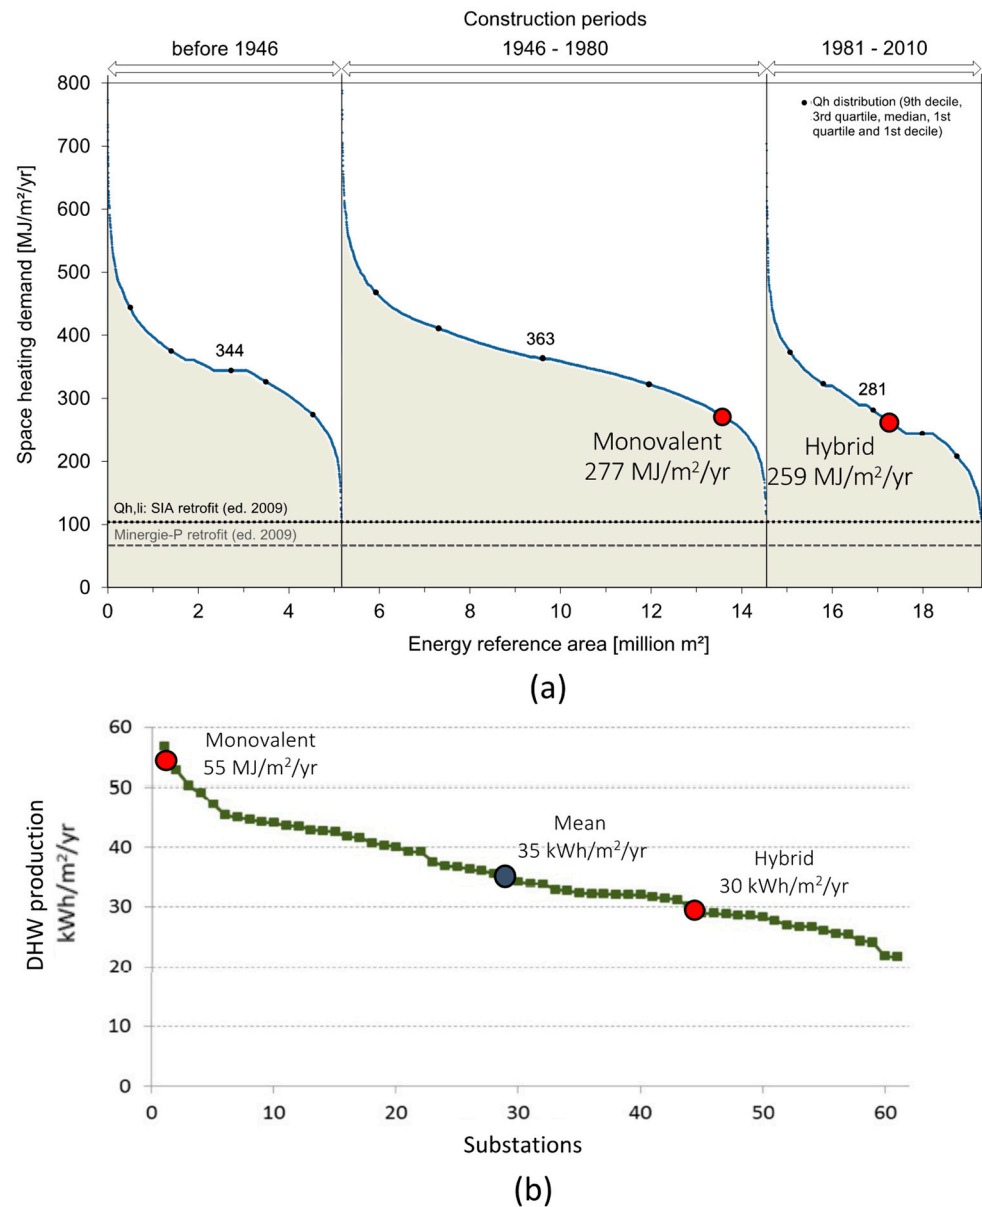 Construction periods
before 1946
1946 - 1980
1981 - 2010
Space heating demand [MJ/m²/yr]
800
700
600
500
400
300
200
100
0
Qh distribution (9th decile,
3rd quartile, median, 1st
quartile and 1st decile)
344
363
281
Monovalent
277 MJ/m²/yr
Hybrid
259 MJ/m²/yr
Qh,li: SIA retrofit (ed. 2009)
Minergie-P retrofit (ed. 2009)
0 2 4 6 8 10 12 14 16 18
Energy reference area [million m²]
(a)
DHW production
kWh/m²/yr
60
50
40
30
20
10
0
Monovalent
55 MJ/m²/yr
Mean
35 kWh/m²/yr
Hybrid
30 kWh/m²/yr
0 10 20 30 40 50 60
Substations
(b)